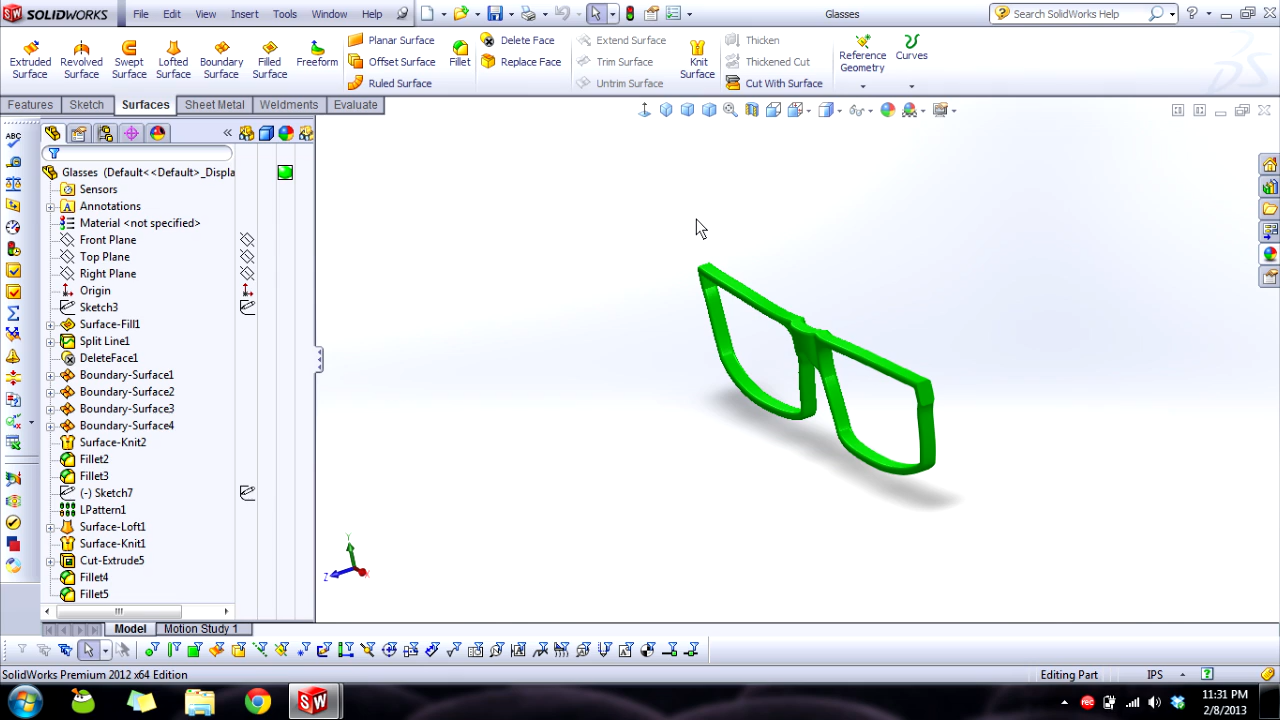 SOLIDWORKS File Edit View Insert Tools Window Help Glasses Search SolidWorks Help
Extruded Surface Revolved Surface Swept Surface Lofted Surface Boundary Surface Filled Surface Freeform Planar Surface Offset Surface Ruled Surface Fillet Delete Face Replace Face Extend Surface Trim Surface Untrim Surface Knit Surface Thicken Thickened Cut Cut With Surface Reference Geometry Curves
Features Sketch Surfaces Sheet Metal Weldments Evaluate
Glasses (Default<<Default>_Displa
Sensors
Annotations
Material <not specified>
Front Plane
Top Plane
Right Plane
Origin
Sketch3
Surface-Fill1
Split Line1
DeleteFace1
Boundary-Surface1
Boundary-Surface2
Boundary-Surface3
Boundary-Surface4
Surface-Knit2
Fillet2
Fillet3
(-) Sketch7
LPattern1
Surface-Loft1
Surface-Knit1
Cut-Extrude5
Fillet4
Fillet5
Y
Z X
Model Motion Study 1
SolidWorks Premium 2012 x64 Edition Editing Part IPS
11:31 PM
2/8/2013